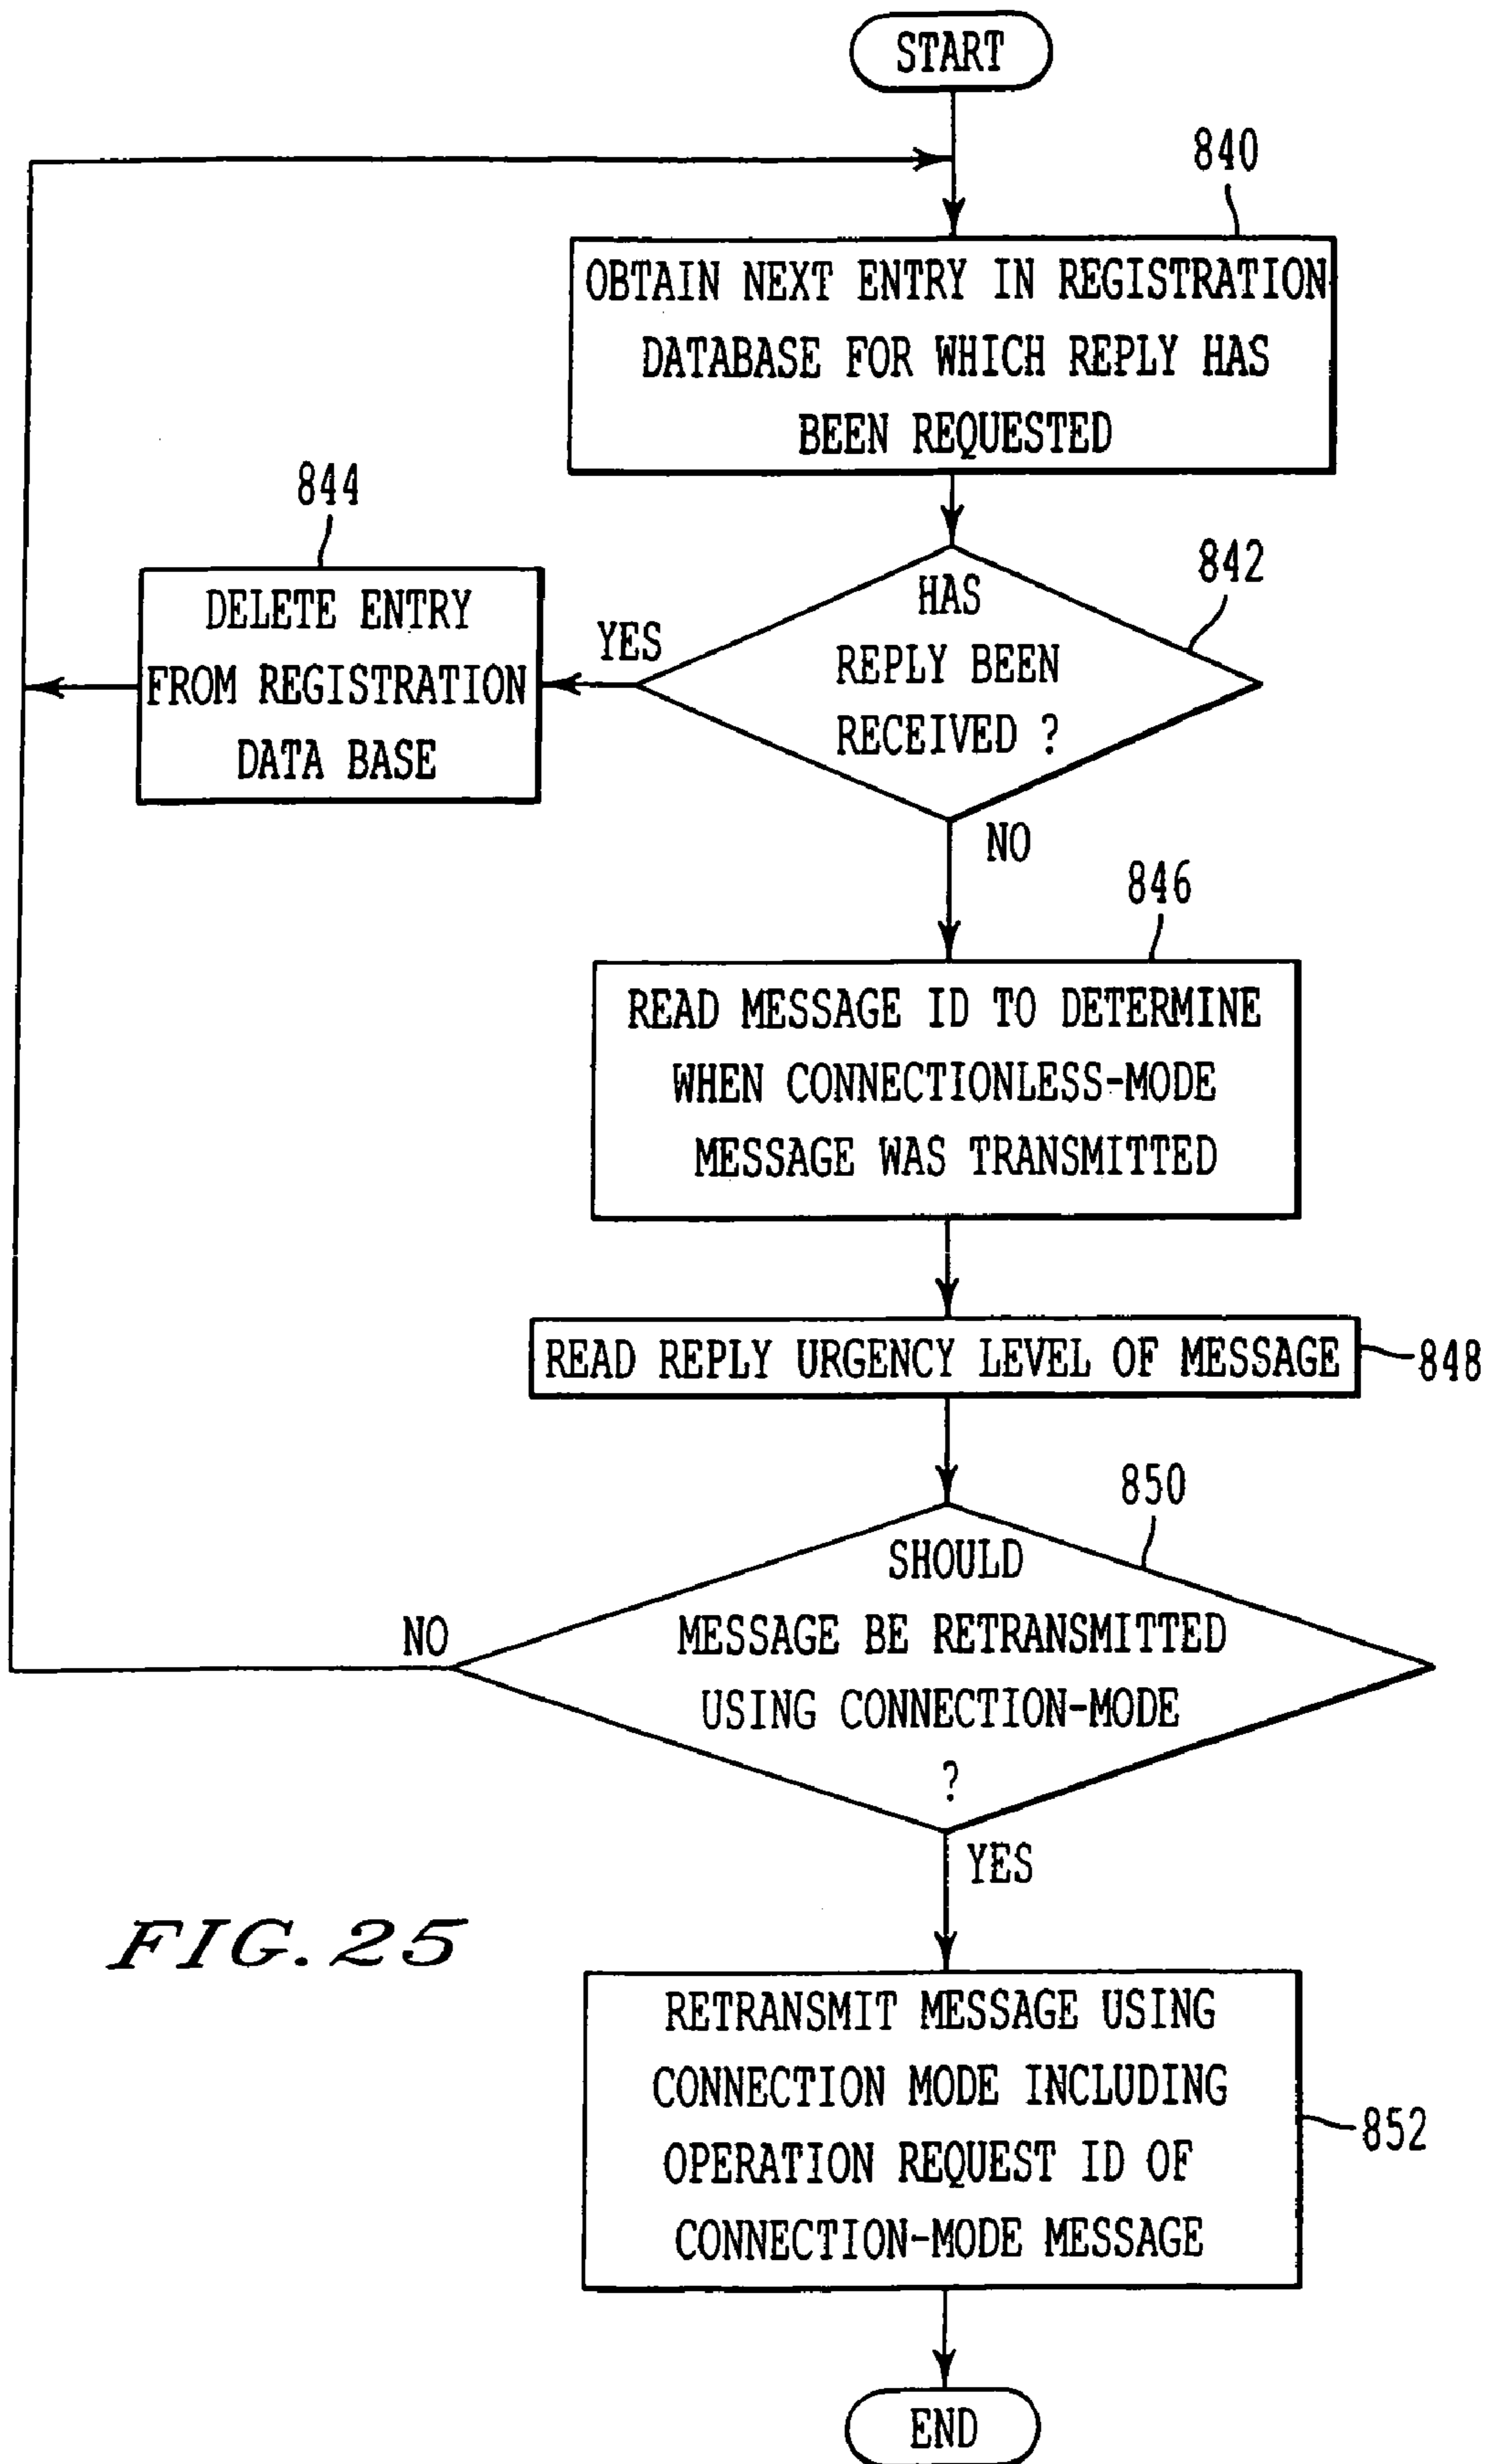 START
840
OBTAIN NEXT ENTRY IN REGISTRATION
DATABASE FOR WHICH REPLY HAS
BEEN REQUESTED
844
DELETE ENTRY
FROM REGISTRATION
DATA BASE
YES
842
HAS
REPLY BEEN
RECEIVED ?
NO
846
READ MESSAGE ID TO DETERMINE
WHEN CONNECTIONLESS-MODE
MESSAGE WAS TRANSMITTED
READ REPLY URGENCY LEVEL OF MESSAGE
848
850
SHOULD
MESSAGE BE RETRANSMITTED
USING CONNECTION-MODE
?
NO
YES
FIG. 25
RETRANSMIT MESSAGE USING
CONNECTION MODE INCLUDING
OPERATION REQUEST ID OF
CONNECTION-MODE MESSAGE
852
END